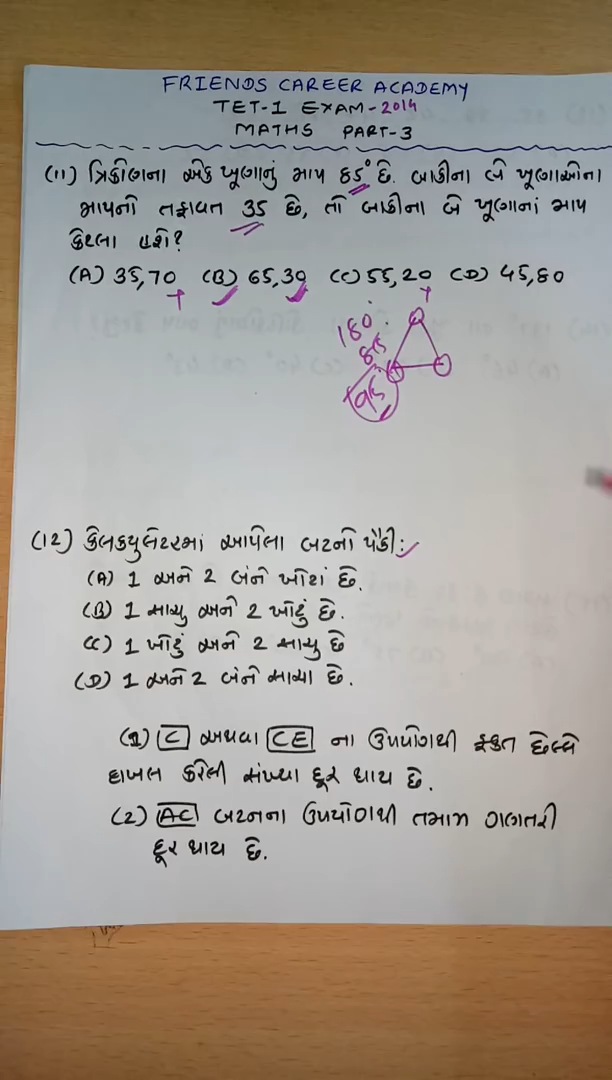 FRIENDS CAREER ACADEMY
TET-1 EXAM-2014
MATHS PART-3
(11) ત્રિકોણના એક ખૂણાનું માપ 85° છે. બાકીના બે ખૂણાઓના
માપનો તફાવત 35 છે, તો બાકીના બે ખૂણાનાં માપ
કેટલા હશે?
(A) 35,70 (B) 65,30 (C) 55,20 (D) 45,80
180
85
95
(12) કેલક્યુલેટરમાં આપેલા બટનો પૈકી:
(A) 1 અને 2 બંને ખોટાં છે.
(B) 1 સાચુ અને 2 ખોટું છે.
(C) 1 ખોટું અને 2 સાચુ છે
(D) 1 અને 2 બંને સાચા છે.
(1) C અથવા CE ના ઉપયોગથી ફક્ત છેલ્લે
દાખલ કરેલી સંખ્યા દૂર થાય છે.
(2) AC બટનના ઉપયોગથી તમામ ગણતરી
દૂર થાય છે.